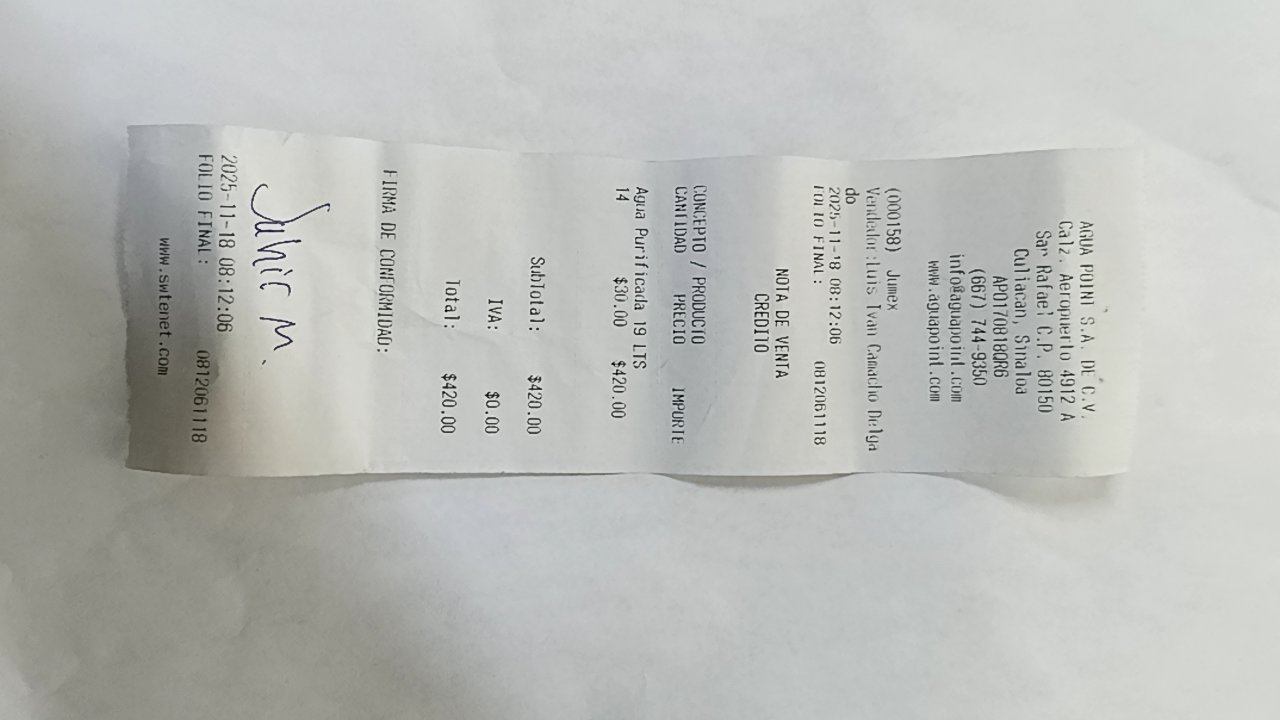 AGUA POINT S.A. DE C.V.
Calz. Aeropuerto 4912 A
San Rafael C.P. 80150
Culiacan, Sinaloa
APO170818QR6
(667) 744-9350
info@aguapoint.com
www.aguapoint.com
(000158) Jumex
Vendedor:Luis Ivan Camacho Delga
do
2025-11-18 08:12:06 0812061118
FOLIO FINAL:
NOTA DE VENTA
CREDITO
CONCEPTO / PRODUCTO
CANTIDAD PRECIO IMPORTE
Agua Purificada 19 LTS
14 $30.00 $420.00
SubTotal: $420.00
IVA: $0.00
Total: $420.00
FIRMA DE CONFORMIDAD:
Jahir M.
2025-11-18 08:12:06
FOLIO FINAL: 0812061118
www.swtenet.com